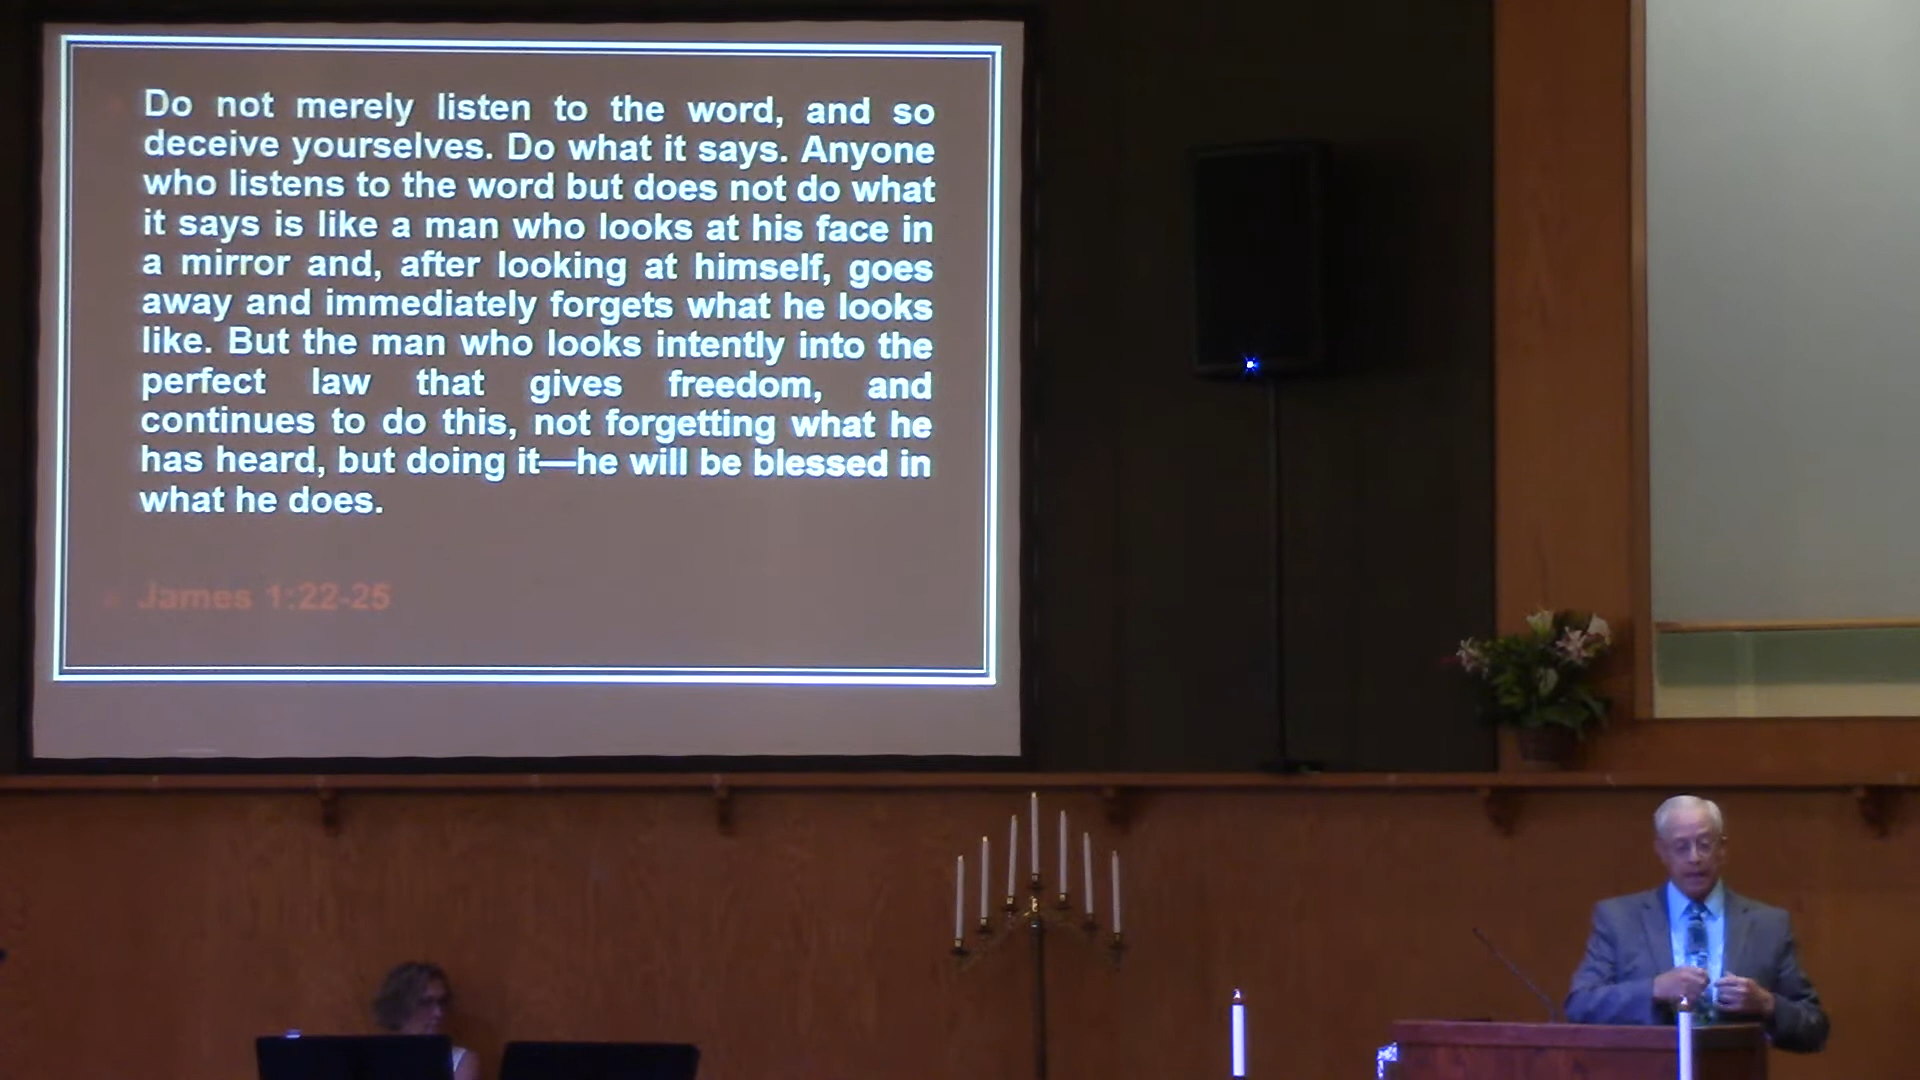 Do not merely listen to the word, and so
deceive yourselves. Do what it says. Anyone
who listens to the word but does not do what
it says is like a man who looks at his face in
a mirror and, after looking at himself, goes
away and immediately forgets what he looks
like. But the man who looks intently into the
perfect law that gives freedom, and
continues to do this, not forgetting what he
has heard, but doing it—he will be blessed in
what he does.
James 1:22-25